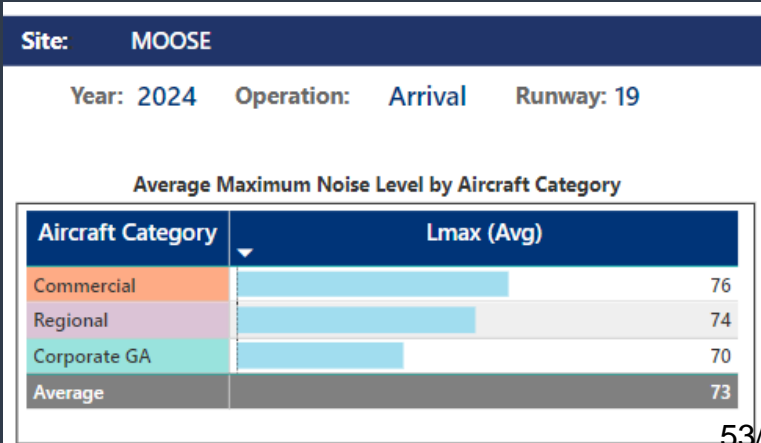 Site: MOOSE
Year: 2024 Operation: Arrival Runway: 19
Average Maximum Noise Level by Aircraft Category
Aircraft Category Lmax (Avg)
Commercial 76
Regional 74
Corporate GA 70
Average 73
53/